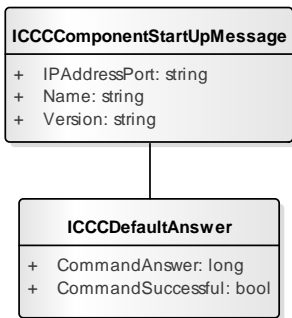 ICCCComponentStartUpMessage
+ IPAddressPort: string
+ Name: string
+ Version: string
ICCCDefaultAnswer
+ CommandAnswer: long
+ CommandSuccessful: bool